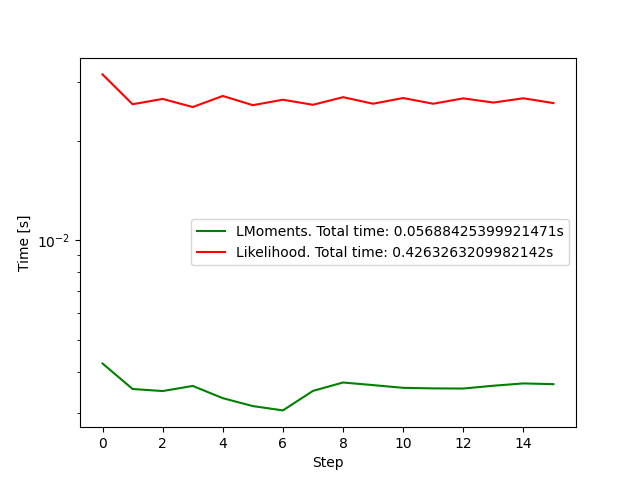 Time [s]
10⁻²
LMoments. Total time: 0.05688425399921471s
Likelihood. Total time: 0.4263263209982142s
0 2 4 6 8 10 12 14
Step